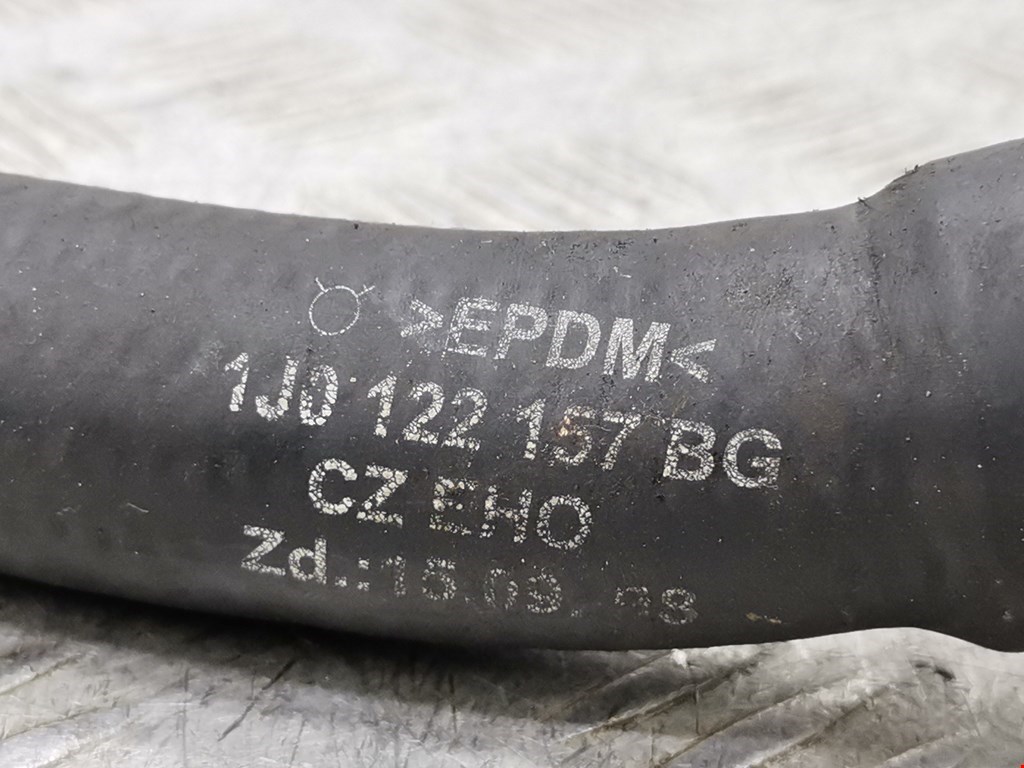 >EPDM<
1J0 122 157 BG
CZ EHO
Zd.:15.09.